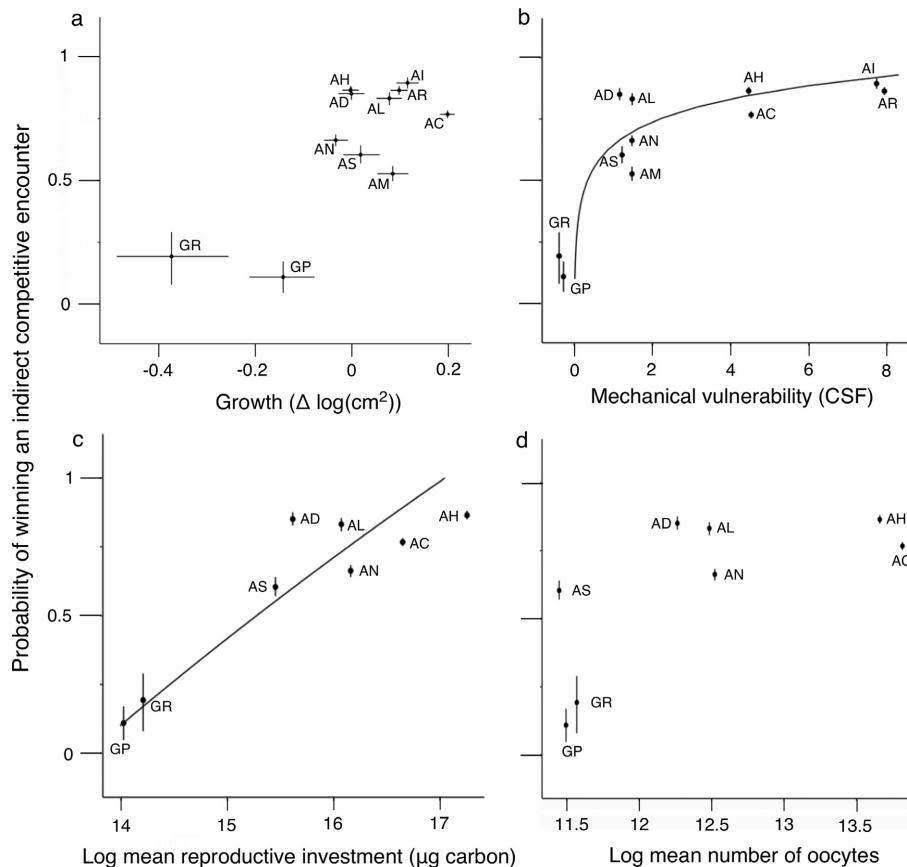 a
1
0.5
0
AH
AI
AD
AL
AR
AC
AN
AS
AM
GR
GP
-0.4
-0.2
0
0.2
Growth (Δ log(cm²))
b
AI
AH
AD
AL
AR
AC
AN
AS
AM
GR
GP
0
2
4
6
8
Mechanical vulnerability (CSF)
Probability of winning an indirect competitive encounter
c
1
0.5
0
AD
AL
AH
AC
AN
AS
GR
GP
14
15
16
17
Log mean reproductive investment (µg carbon)
d
AH
AD
AL
AC
AN
AS
GR
GP
11.5
12
12.5
13
13.5
Log mean number of oocytes